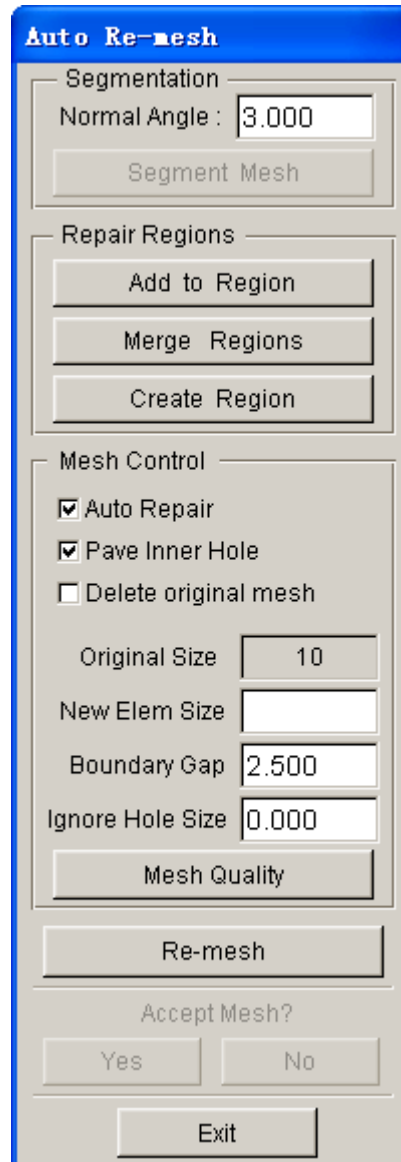 Auto Re-mesh
Segmentation
Normal Angle : 3.000
Segment Mesh
Repair Regions
Add to Region
Merge Regions
Create Region
Mesh Control
Auto Repair
Pave Inner Hole
Delete original mesh
Original Size 10
New Elem Size
Boundary Gap 2.500
Ignore Hole Size 0.000
Mesh Quality
Re-mesh
Accept Mesh?
Yes No
Exit